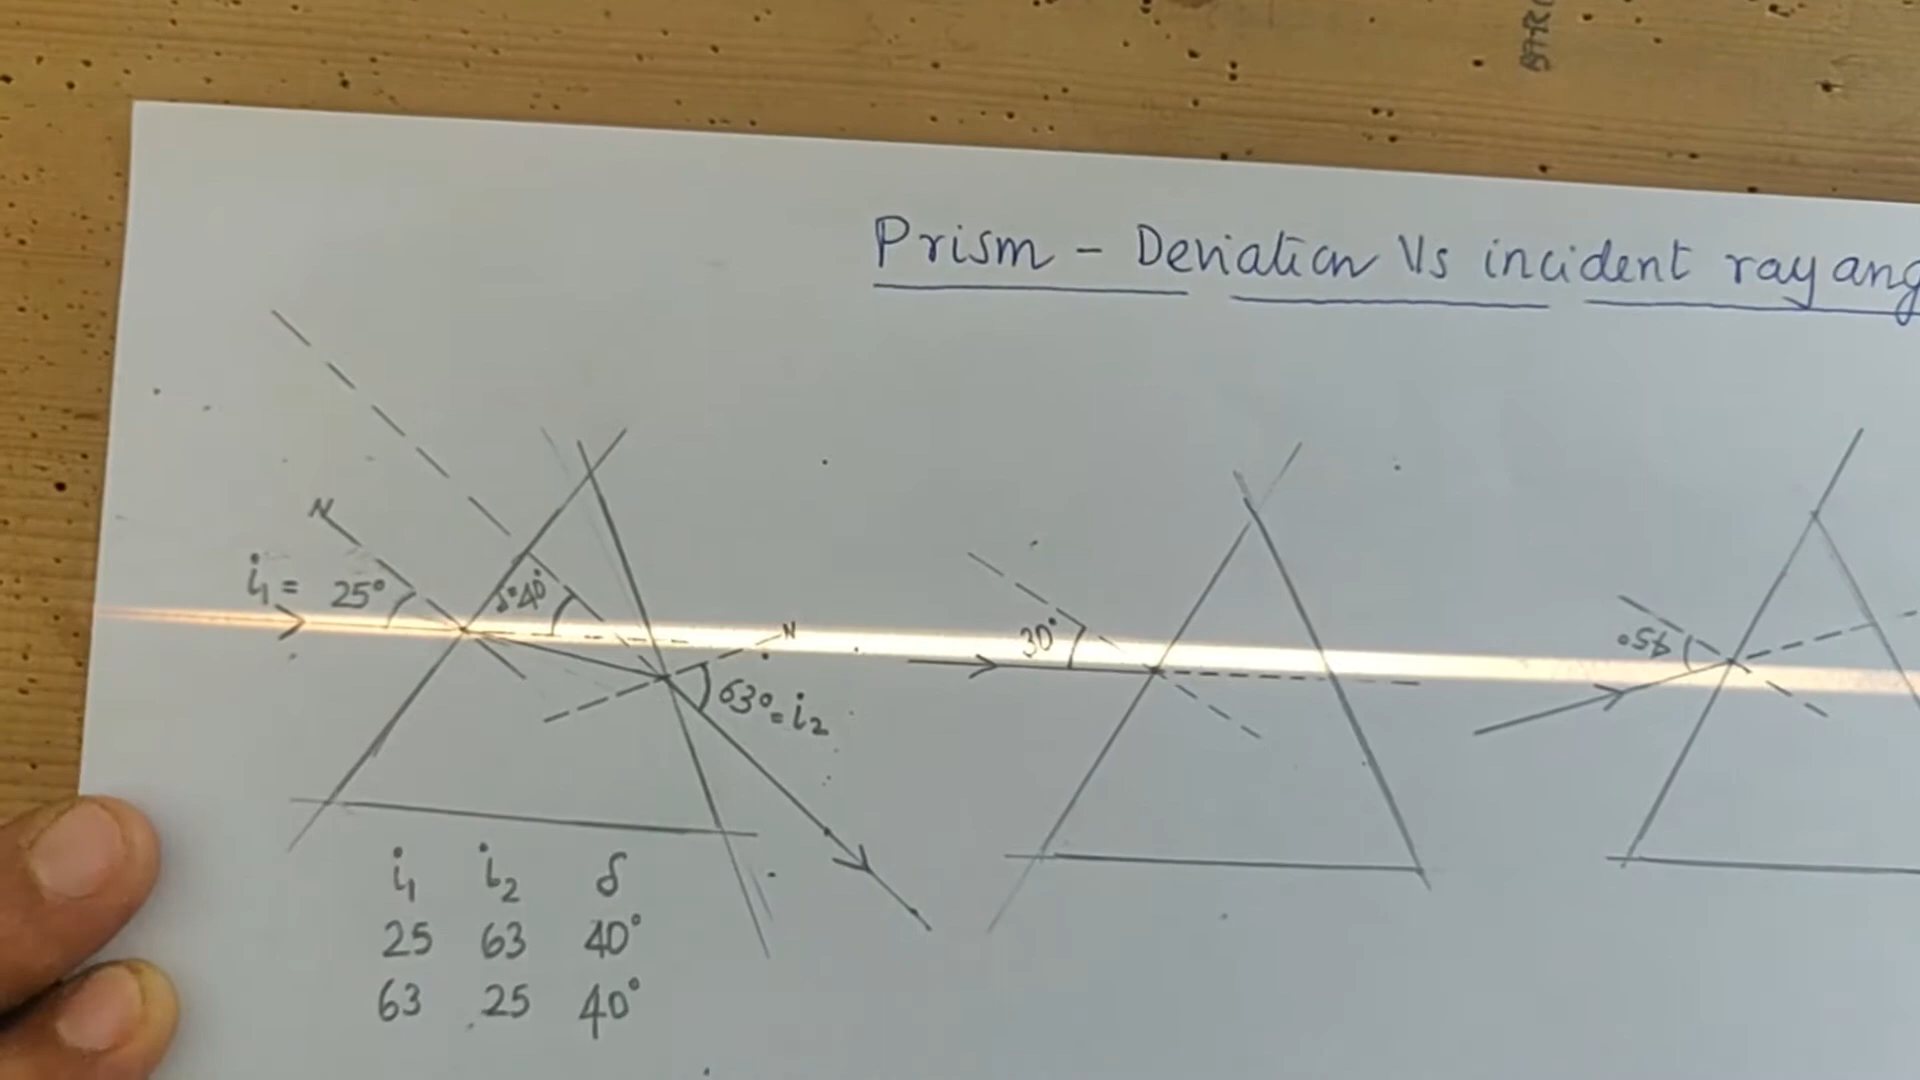 Prism - Deviation Vs incident ray ang
N
i₁ = 25°
δ=40°
N
63° = i₂
30°
45°
i₁ i₂ δ
25 63 40°
63 25 40°